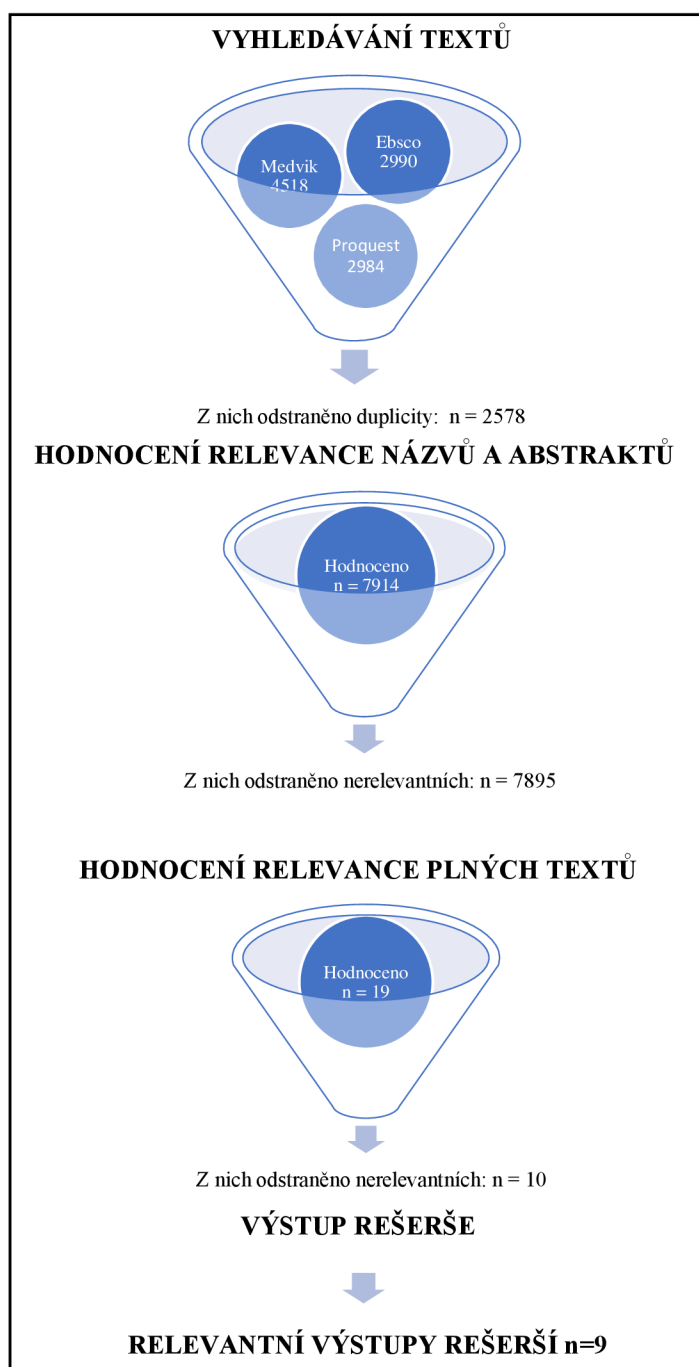 VYHLEDÁVÁNÍ TEXTŮ
Medvik
4518
Ebsco
2990
Proquest
2984
Z nich odstraněno duplicity: n = 2578
HODNOCENÍ RELEVANCE NÁZVŮ A ABSTRAKTŮ
Hodnoceno
n = 7914
Z nich odstraněno nerelevantních: n = 7895
HODNOCENÍ RELEVANCE PLNÝCH TEXTŮ
Hodnoceno
n = 19
Z nich odstraněno nerelevantních: n = 10
VÝSTUP REŠERŠE
RELEVANTNÍ VÝSTUPY REŠERŠÍ n=9